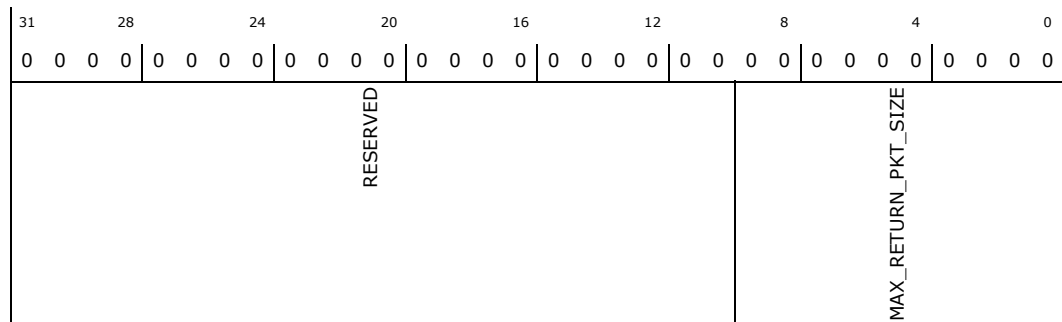 31 28 24 20 16 12 8 4 0
0 0 0 0 0 0 0 0 0 0 0 0 0 0 0 0 0 0 0 0 0 0 0 0 0 0 0 0 0 0 0 0
RESERVED
MAX_RETURN_PKT_SIZE